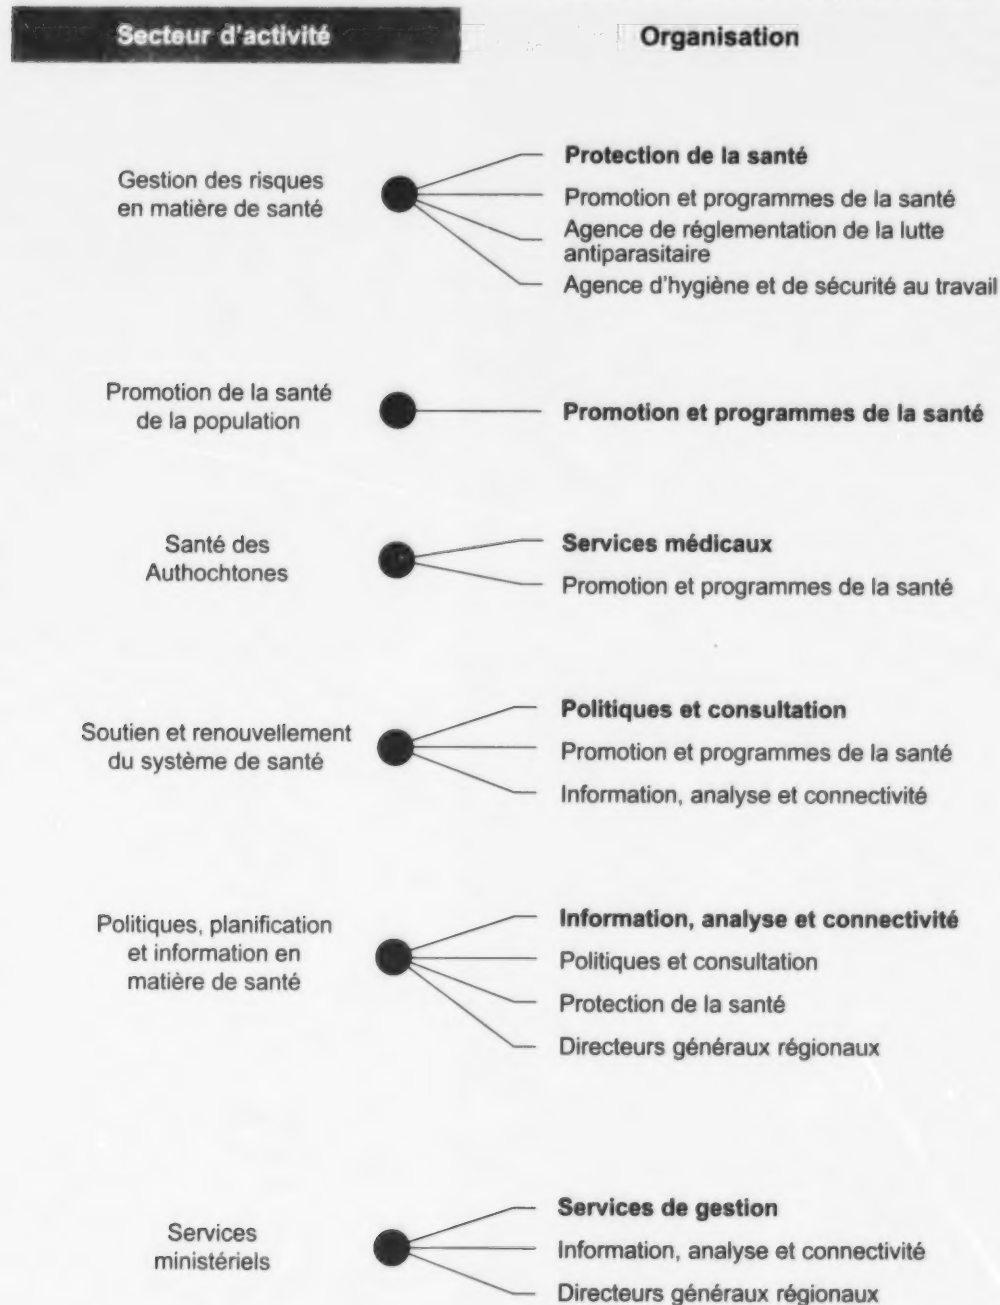 Secteur d'activité
Organisation
Gestion des risques
en matière de santé
Protection de la santé
Promotion et programmes de la santé
Agence de réglementation de la lutte
antiparasitaire
Agence d'hygiène et de sécurité au travail
Promotion de la santé
de la population
Promotion et programmes de la santé
Santé des
Authochtones
Services médicaux
Promotion et programmes de la santé
Soutien et renouvellement
du système de santé
Politiques et consultation
Promotion et programmes de la santé
Information, analyse et connectivité
Politiques, planification
et information en
matière de santé
Information, analyse et connectivité
Politiques et consultation
Protection de la santé
Directeurs généraux régionaux
Services
ministériels
Services de gestion
Information, analyse et connectivité
Directeurs généraux régionaux